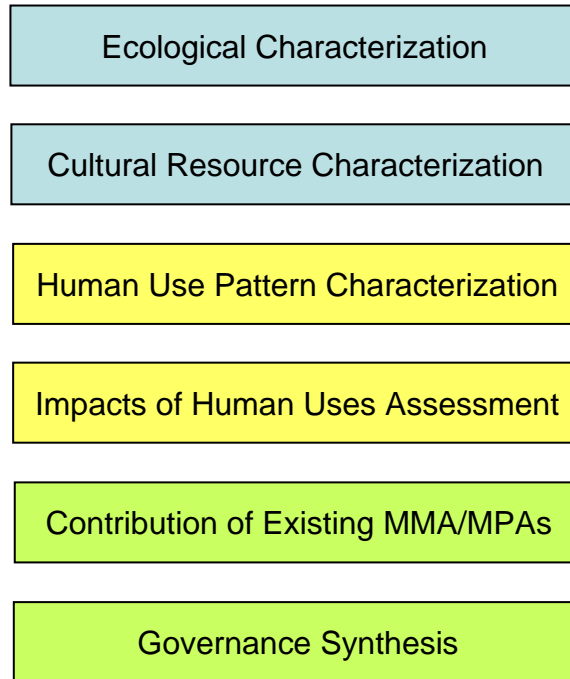 Ecological Characterization
Cultural Resource Characterization
Human Use Pattern Characterization
Impacts of Human Uses Assessment
Contribution of Existing MMA/MPAs
Governance Synthesis